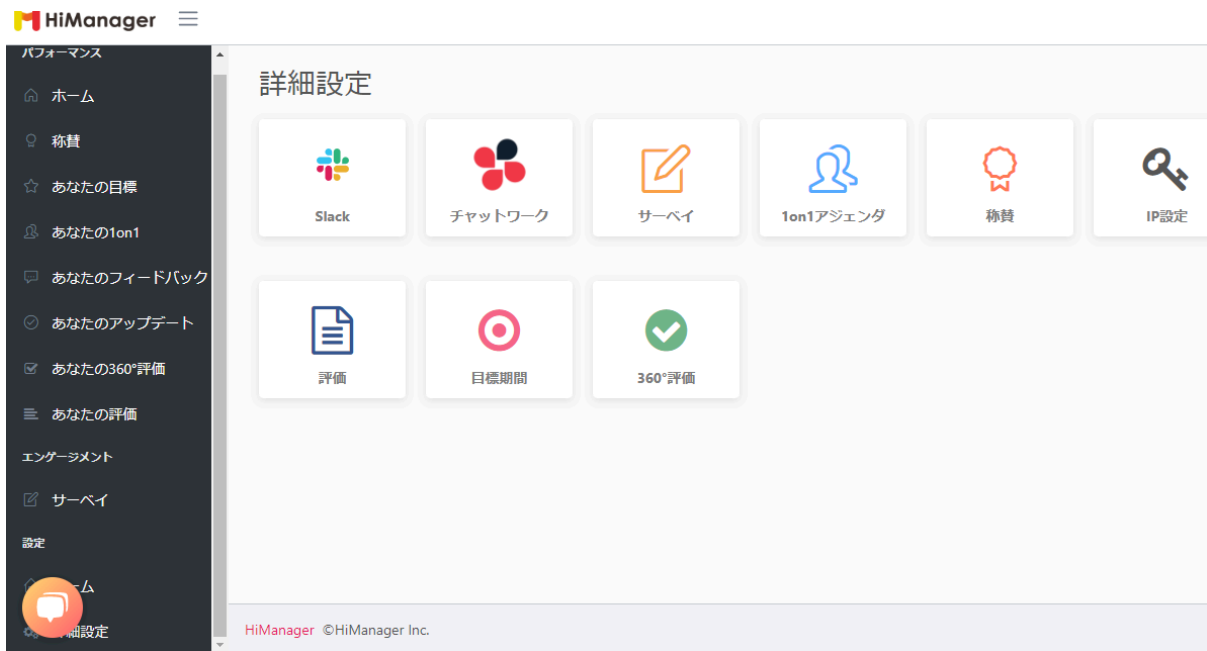 HiManager
パフォーマンス
ホーム
称賛
あなたの目標
あなたの1on1
あなたのフィードバック
あなたのアップデート
あなたの360°評価
あなたの評価
エンゲージメント
サーベイ
設定
ム
細設定
詳細設定
Slack
チャットワーク
サーベイ
1on1アジェンダ
称賛
IP設定
評価
目標期間
360°評価
HiManager ©HiManager Inc.